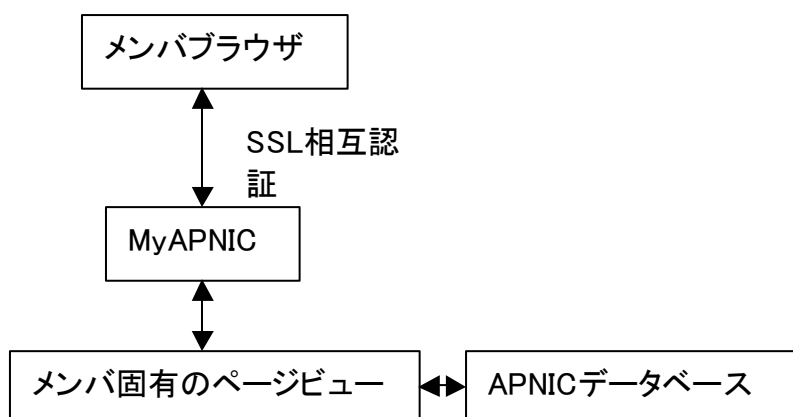 メンバブラウザ
SSL相互認
証
MyAPNIC
メンバ固有のページビュー
APNICデータベース